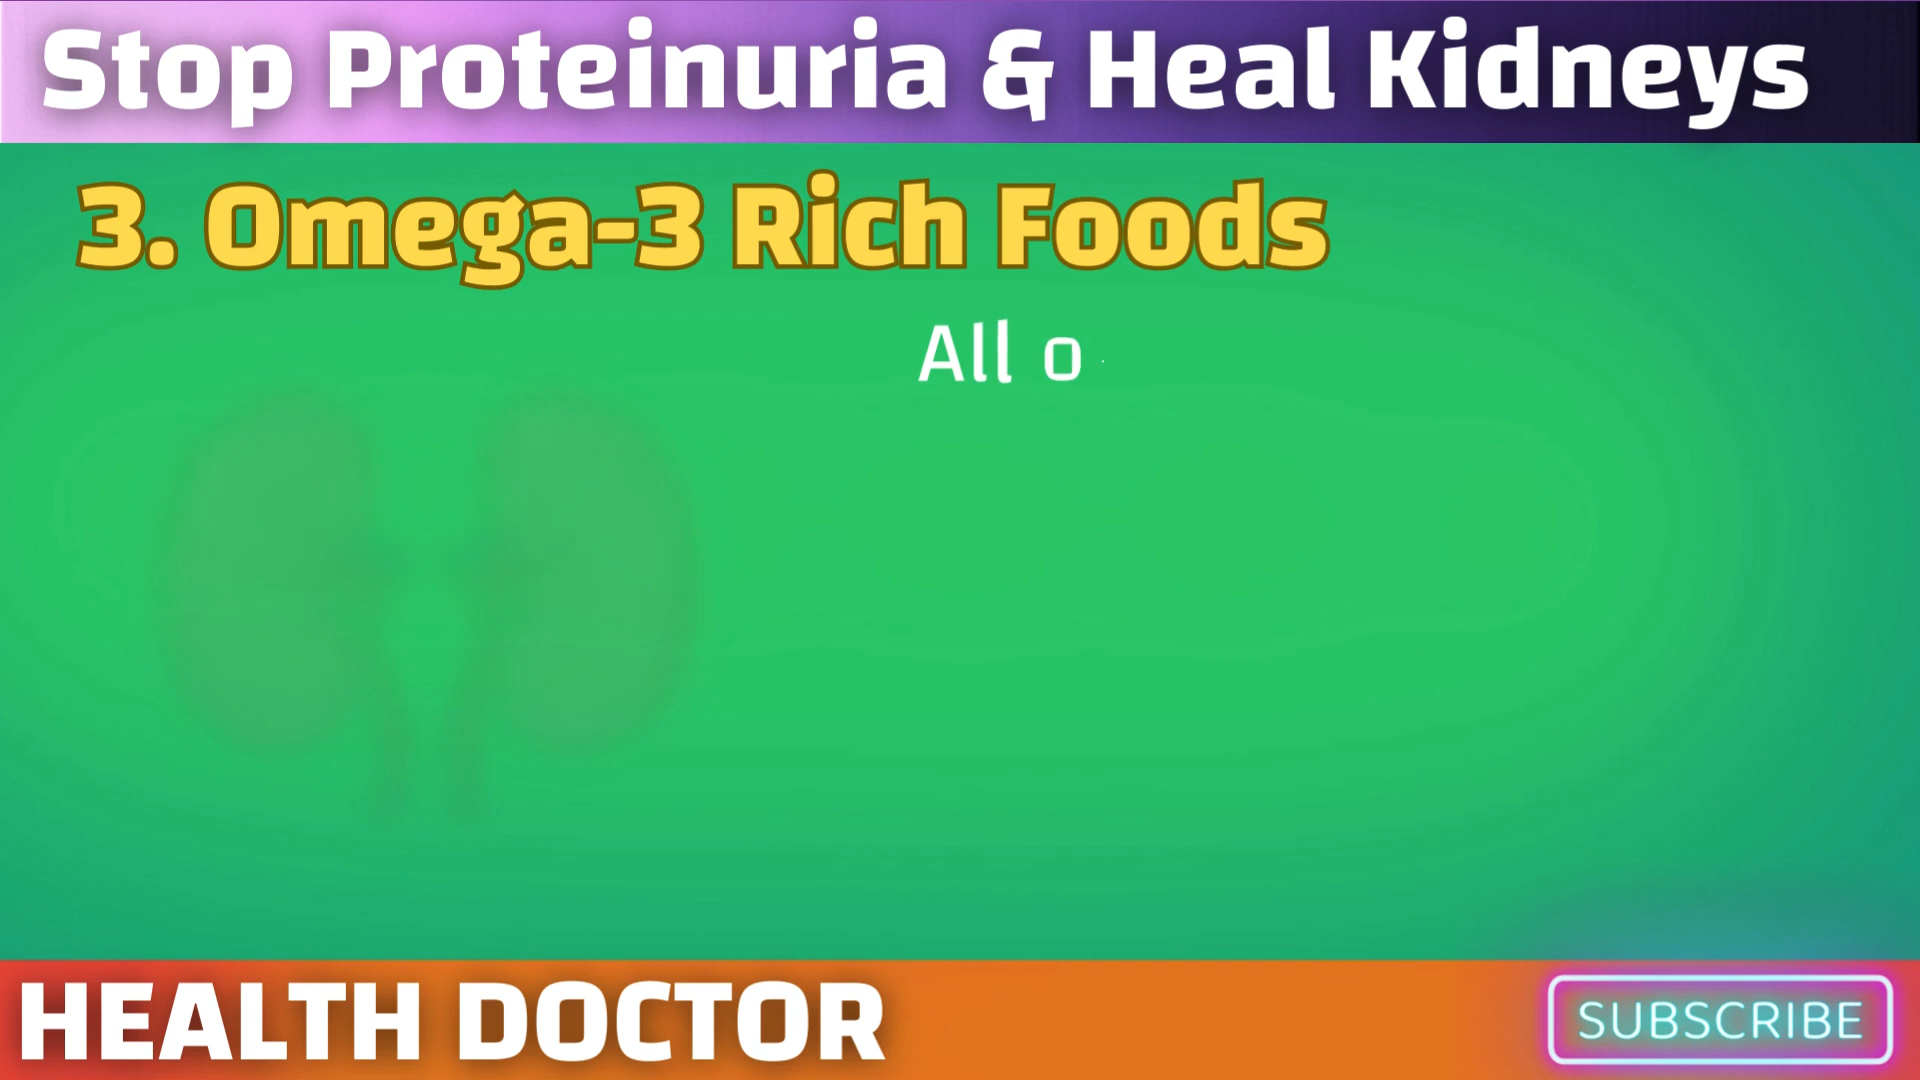 Stop Proteinuria & Heal Kidneys
3. Omega-3 Rich Foods
All o
HEALTH DOCTOR
SUBSCRIBE